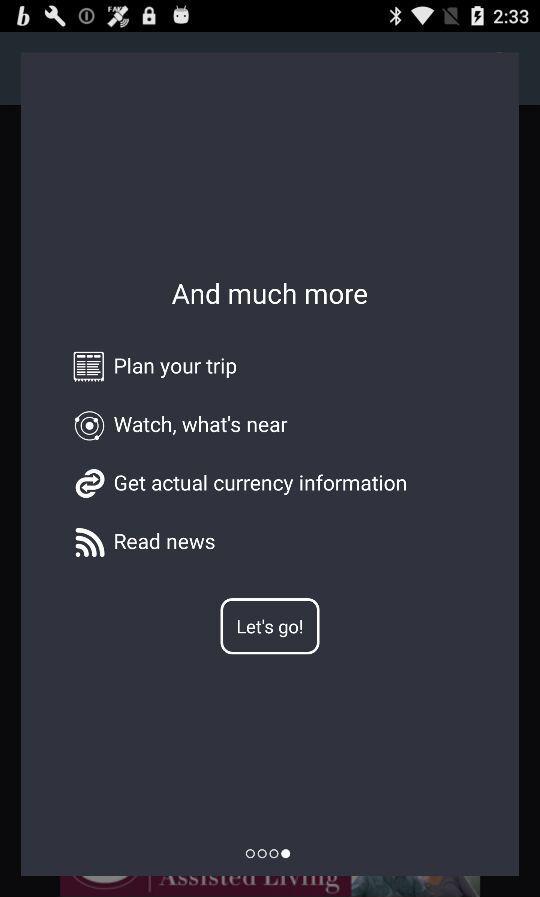 2:33
And much more
Plan your trip
Watch, what's near
Get actual currency information
Read news
Let's go!
Assisted Living